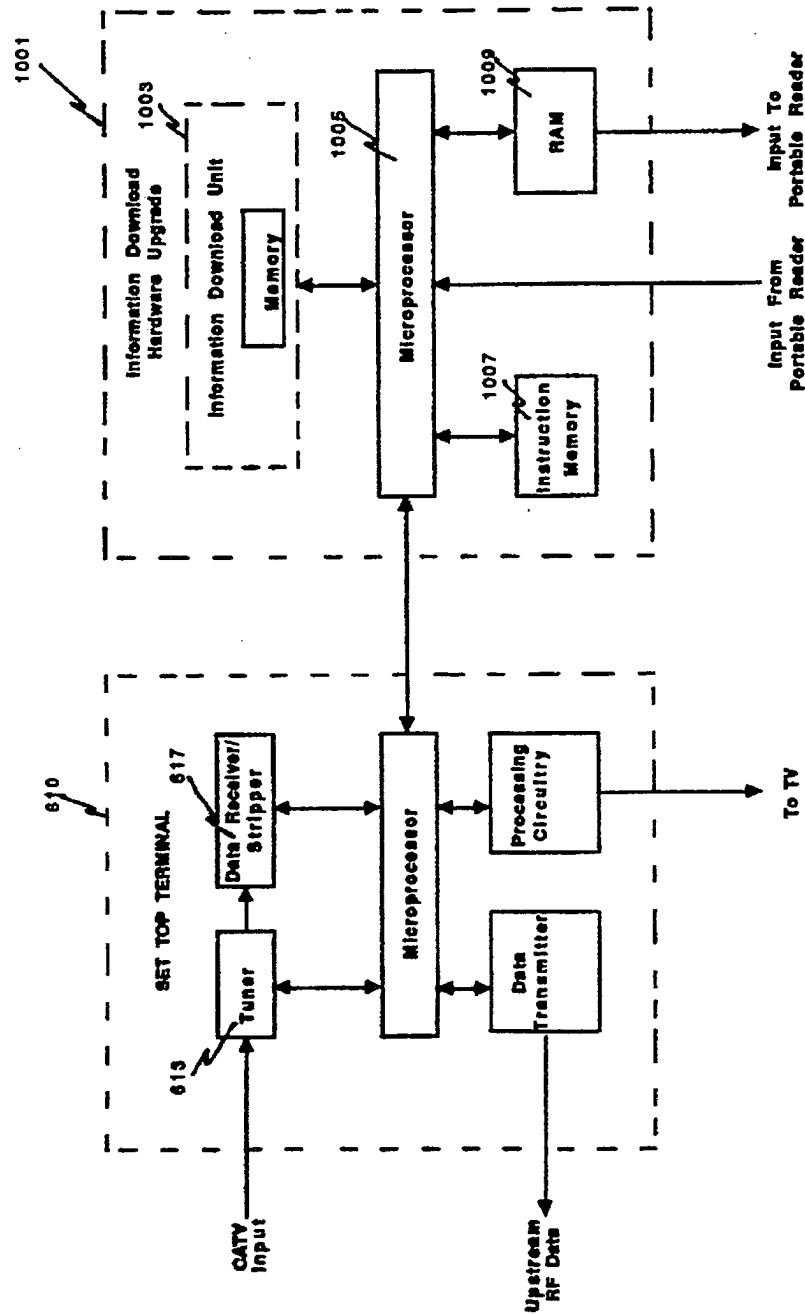 610
SET TOP TERMINAL
613
617
Tuner
Data Receiver/
Stripper
CATV
Input
Microprocessor
Data
Transmitter
Processing
Circuitry
Upstream
RF Data
To TV
1001
Information Download
Hardware Upgrade
1003
Information Download Unit
Memory
1005
Microprocessor
1007
Instruction
Memory
1009
RAM
Input From
Portable Reader
Input To
Portable Reader